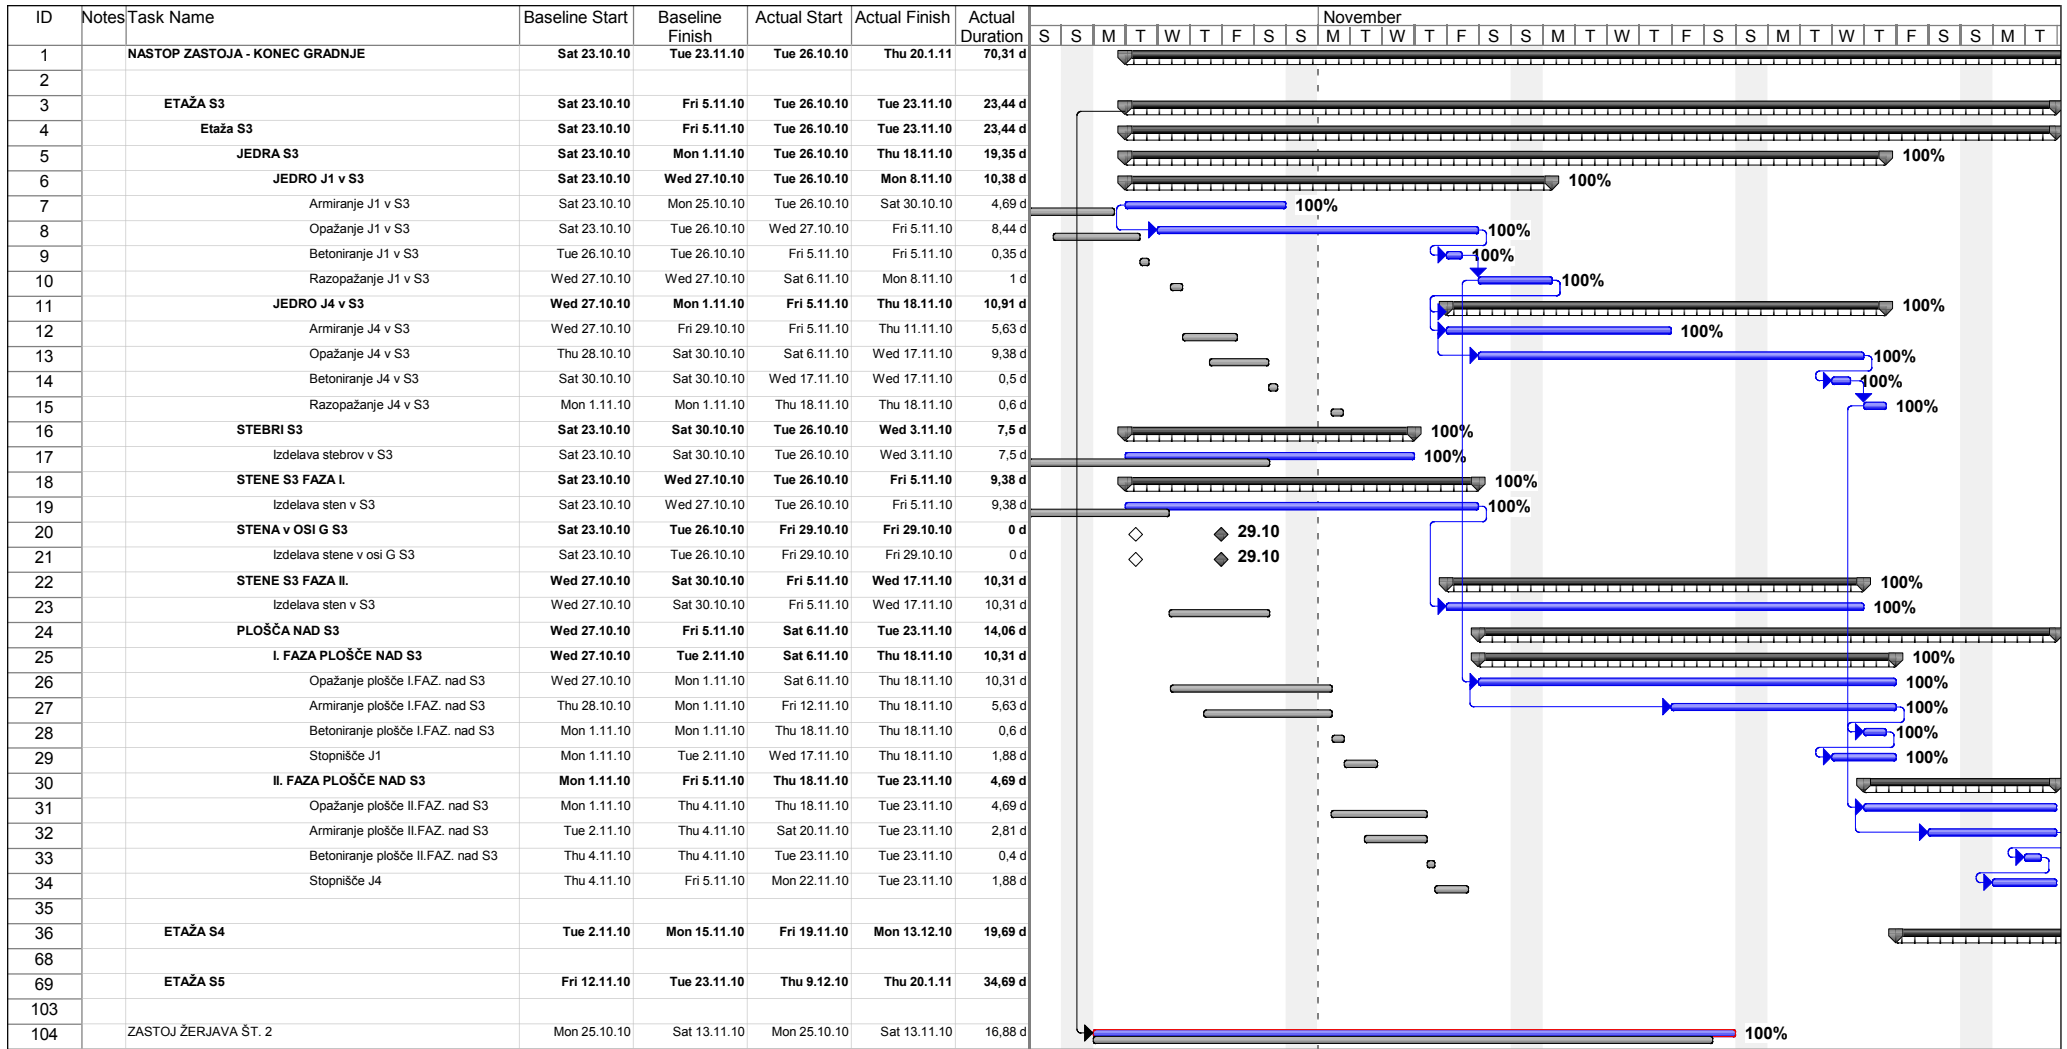 ID Notes Task Name Baseline Start Baseline Finish Actual Start Actual Finish Actual Duration
November
S S M T W T F S S M T W T F S S M T W T F S S M T W T F S S M T
1 NASTOP ZASTOJA - KONEC GRADNJE Sat 23.10.10 Tue 23.11.10 Tue 26.10.10 Thu 20.1.11 70,31 d
2
3 ETAŽA S3 Sat 23.10.10 Fri 5.11.10 Tue 26.10.10 Tue 23.11.10 23,44 d
4 Etaža S3 Sat 23.10.10 Fri 5.11.10 Tue 26.10.10 Tue 23.11.10 23,44 d
5 JEDRA S3 Sat 23.10.10 Mon 1.11.10 Tue 26.10.10 Thu 18.11.10 19,35 d 100%
6 JEDRO J1 v S3 Sat 23.10.10 Wed 27.10.10 Tue 26.10.10 Mon 8.11.10 10,38 d 100%
7 Armiranje J1 v S3 Sat 23.10.10 Mon 25.10.10 Tue 26.10.10 Sat 30.10.10 4,69 d 100%
8 Opažanje J1 v S3 Sat 23.10.10 Tue 26.10.10 Wed 27.10.10 Fri 5.11.10 8,44 d 100%
9 Betoniranje J1 v S3 Tue 26.10.10 Tue 26.10.10 Fri 5.11.10 Fri 5.11.10 0,35 d 100%
10 Razopažanje J1 v S3 Wed 27.10.10 Wed 27.10.10 Sat 6.11.10 Mon 8.11.10 1 d 100%
11 JEDRO J4 v S3 Wed 27.10.10 Mon 1.11.10 Fri 5.11.10 Thu 18.11.10 10,91 d 100%
12 Armiranje J4 v S3 Wed 27.10.10 Fri 29.10.10 Fri 5.11.10 Thu 11.11.10 5,63 d 100%
13 Opažanje J4 v S3 Thu 28.10.10 Sat 30.10.10 Sat 6.11.10 Wed 17.11.10 9,38 d 100%
14 Betoniranje J4 v S3 Sat 30.10.10 Sat 30.10.10 Wed 17.11.10 Wed 17.11.10 0,5 d 100%
15 Razopažanje J4 v S3 Mon 1.11.10 Mon 1.11.10 Thu 18.11.10 Thu 18.11.10 0,6 d 100%
16 STEBRI S3 Sat 23.10.10 Sat 30.10.10 Tue 26.10.10 Wed 3.11.10 7,5 d 100%
17 Izdelava stebrov v S3 Sat 23.10.10 Sat 30.10.10 Tue 26.10.10 Wed 3.11.10 7,5 d 100%
18 STENE S3 FAZA I. Sat 23.10.10 Wed 27.10.10 Tue 26.10.10 Fri 5.11.10 9,38 d 100%
19 Izdelava sten v S3 Sat 23.10.10 Wed 27.10.10 Tue 26.10.10 Fri 5.11.10 9,38 d 100%
20 STENA v OSI G S3 Sat 23.10.10 Tue 26.10.10 Fri 29.10.10 Fri 29.10.10 0 d 29.10
21 Izdelava stene v osi G S3 Sat 23.10.10 Tue 26.10.10 Fri 29.10.10 Fri 29.10.10 0 d 29.10
22 STENE S3 FAZA II. Wed 27.10.10 Sat 30.10.10 Fri 5.11.10 Wed 17.11.10 10,31 d 100%
23 Izdelava sten v S3 Wed 27.10.10 Sat 30.10.10 Fri 5.11.10 Wed 17.11.10 10,31 d 100%
24 PLOŠČA NAD S3 Wed 27.10.10 Fri 5.11.10 Sat 6.11.10 Tue 23.11.10 14,06 d
25 I. FAZA PLOŠČE NAD S3 Wed 27.10.10 Tue 2.11.10 Sat 6.11.10 Thu 18.11.10 10,31 d 100%
26 Opažanje plošče I.FAZ. nad S3 Wed 27.10.10 Mon 1.11.10 Sat 6.11.10 Thu 18.11.10 10,31 d 100%
27 Armiranje plošče I.FAZ. nad S3 Thu 28.10.10 Mon 1.11.10 Fri 12.11.10 Thu 18.11.10 5,63 d 100%
28 Betoniranje plošče I.FAZ. nad S3 Mon 1.11.10 Mon 1.11.10 Thu 18.11.10 Thu 18.11.10 0,6 d 100%
29 Stopnišče J1 Mon 1.11.10 Tue 2.11.10 Wed 17.11.10 Thu 18.11.10 1,88 d 100%
30 II. FAZA PLOŠČE NAD S3 Mon 1.11.10 Fri 5.11.10 Thu 18.11.10 Tue 23.11.10 4,69 d
31 Opažanje plošče II.FAZ. nad S3 Mon 1.11.10 Thu 4.11.10 Thu 18.11.10 Tue 23.11.10 4,69 d
32 Armiranje plošče II.FAZ. nad S3 Tue 2.11.10 Thu 4.11.10 Sat 20.11.10 Tue 23.11.10 2,81 d
33 Betoniranje plošče II.FAZ. nad S3 Thu 4.11.10 Thu 4.11.10 Tue 23.11.10 Tue 23.11.10 0,4 d
34 Stopnišče J4 Thu 4.11.10 Fri 5.11.10 Mon 22.11.10 Tue 23.11.10 1,88 d
35
36 ETAŽA S4 Tue 2.11.10 Mon 15.11.10 Fri 19.11.10 Mon 13.12.10 19,69 d
68
69 ETAŽA S5 Fri 12.11.10 Tue 23.11.10 Thu 9.12.10 Thu 20.1.11 34,69 d
103
104 ZASTOJ ŽERJAVA ŠT. 2 Mon 25.10.10 Sat 13.11.10 Mon 25.10.10 Sat 13.11.10 16,88 d 100%